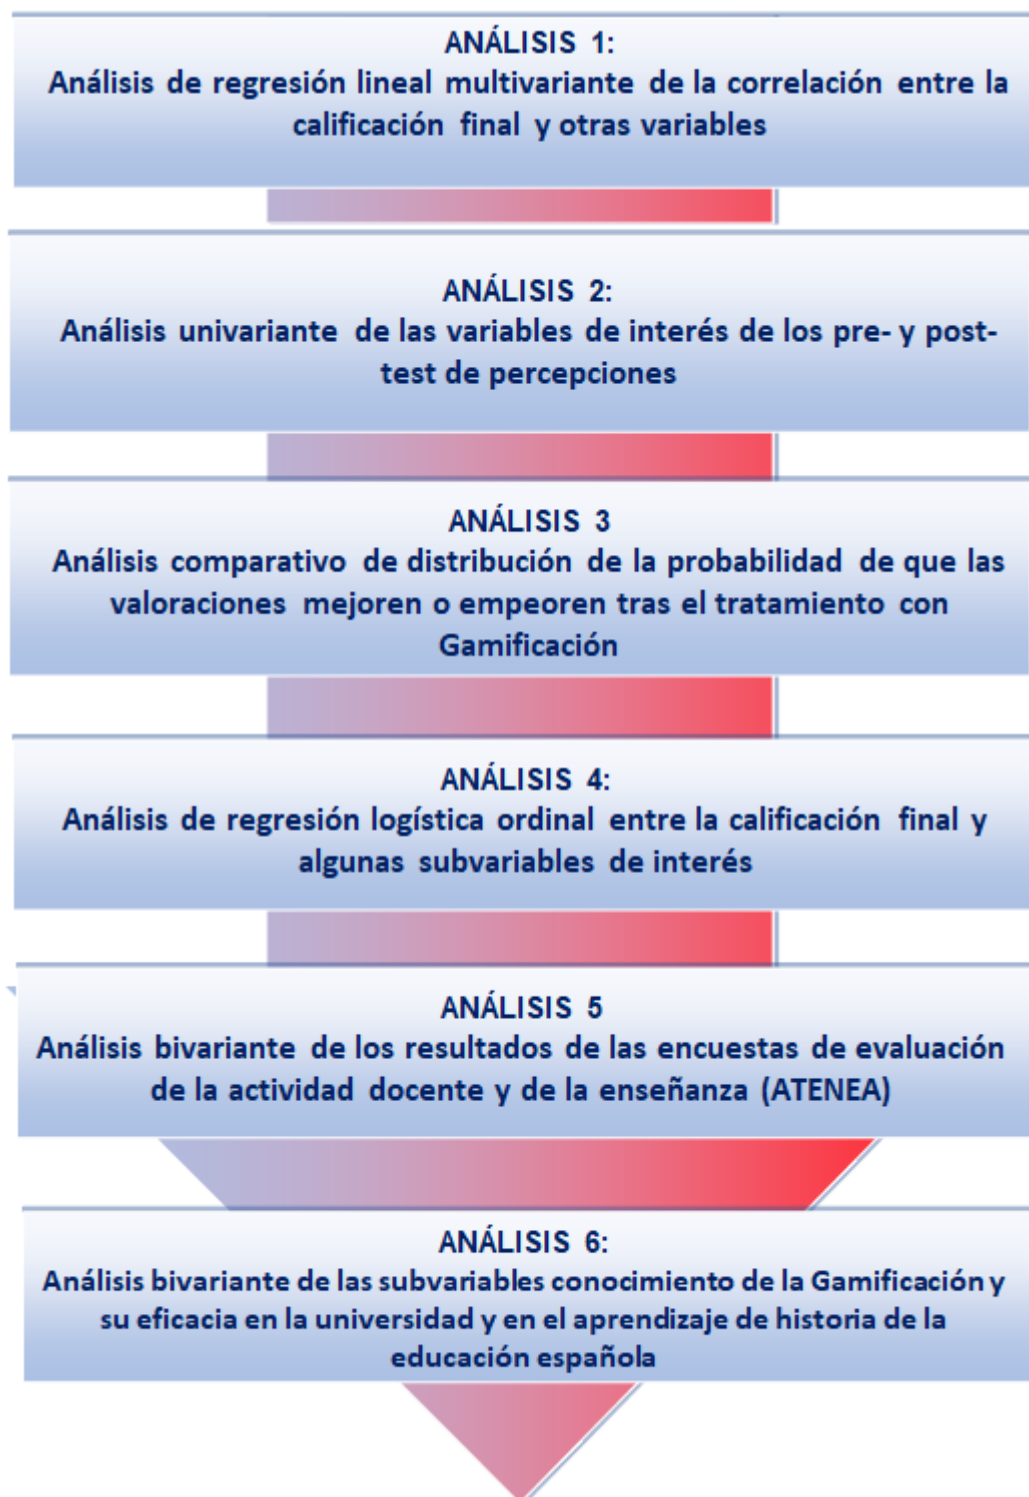 ANÁLISIS 1:
Análisis de regresión lineal multivariante de la correlación entre la
calificación final y otras variables
ANÁLISIS 2:
Análisis univariante de las variables de interés de los pre- y post-
test de percepciones
ANÁLISIS 3
Análisis comparativo de distribución de la probabilidad de que las
valoraciones mejoren o empeoren tras el tratamiento con
Gamificación
ANÁLISIS 4:
Análisis de regresión logística ordinal entre la calificación final y
algunas subvariables de interés
ANÁLISIS 5
Análisis bivariante de los resultados de las encuestas de evaluación
de la actividad docente y de la enseñanza (ATENEA)
ANÁLISIS 6:
Análisis bivariante de las subvariables conocimiento de la Gamificación y
su eficacia en la universidad y en el aprendizaje de historia de la
educación española